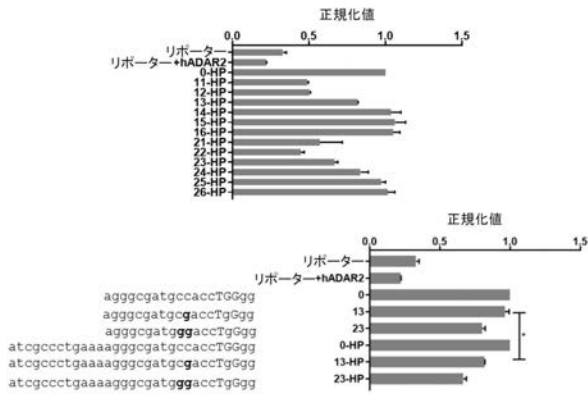 正規化値
0.0 0.5 1.0 1,5
リポーター
リポーター+hADAR2
0-HP
11-HP
12-HP
13-HP
14-HP
15-HP
16-HP
21-HP
22-HP
23-HP
24-HP
25-HP
26-HP
正規化値
0.0 0.5 1.0 1,5
リポーター
リポーター+hADAR2
agggcgatgccaccTGGgg 0
agggcgatgcgaccTgGgg 13
agggcgatgggaccTgGgg 23
atcgccctgaaaagggcgatgccaccTGGgg 0-HP
atcgccctgaaaagggcgatgcgaccTgGgg 13-HP
atcgccctgaaaagggcgatgggaccTgGgg 23-HP
*